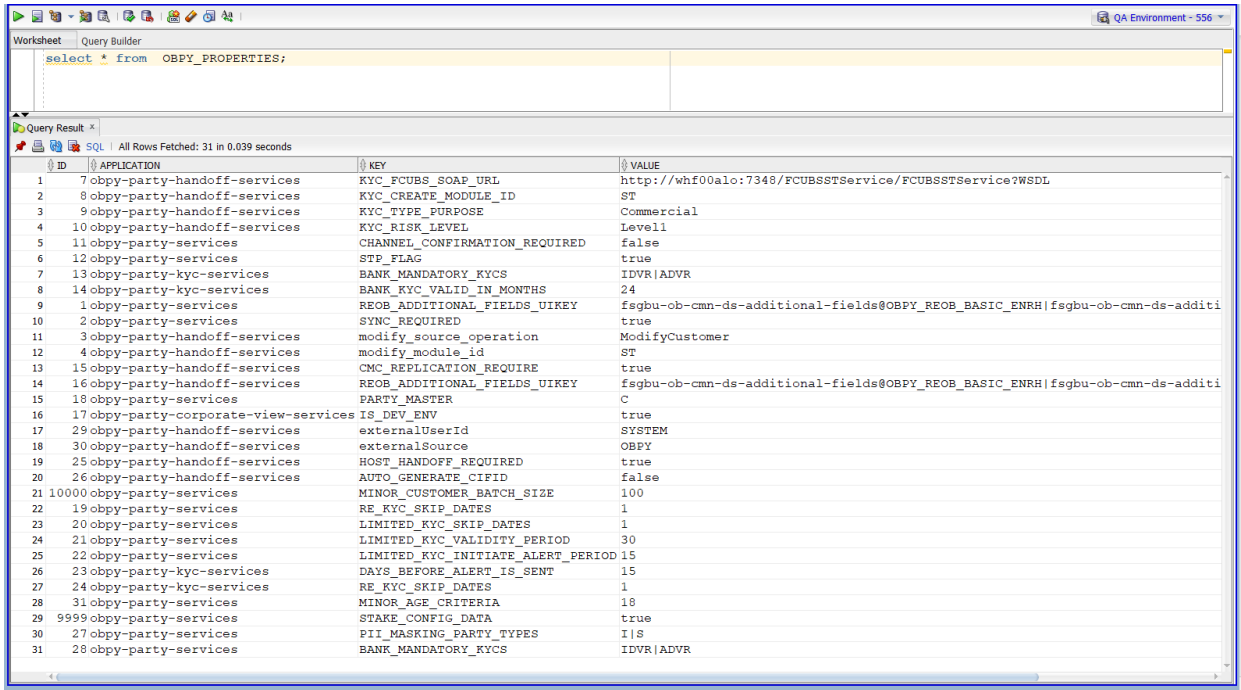 QA Environment - 556
Worksheet Query Builder
select * from OBPY_PROPERTIES;
Query Result x
SQL | All Rows Fetched: 31 in 0.039 seconds
ID APPLICATION KEY VALUE
1 7 obpy-party-handoff-services KYC_FCUBS_SOAP_URL http://whf00alo:7348/FCUBSSTService/FCUBSSTService?WSDL
2 8 obpy-party-handoff-services KYC_CREATE_MODULE_ID ST
3 9 obpy-party-handoff-services KYC_TYPE_PURPOSE Commercial
4 10 obpy-party-handoff-services KYC_RISK_LEVEL Level1
5 11 obpy-party-services CHANNEL_CONFIRMATION_REQUIRED false
6 12 obpy-party-services STP_FLAG true
7 13 obpy-party-kyc-services BANK_MANDATORY_KYCS IDVR|ADVR
8 14 obpy-party-kyc-services BANK_KYC_VALID_IN_MONTHS 24
9 1 obpy-party-services REOB_ADDITIONAL_FIELDS_UIKEY fsgbu-ob-cmn-ds-additional-fields@OBPY_REOB_BASIC_ENRH|fsgbu-ob-cmn-ds-additi
10 2 obpy-party-services SYNC_REQUIRED true
11 3 obpy-party-handoff-services modify_source_operation ModifyCustomer
12 4 obpy-party-handoff-services modify_module_id ST
13 15 obpy-party-handoff-services CMC_REPLICATION_REQUIRE true
14 16 obpy-party-handoff-services REOB_ADDITIONAL_FIELDS_UIKEY fsgbu-ob-cmn-ds-additional-fields@OBPY_REOB_BASIC_ENRH|fsgbu-ob-cmn-ds-additi
15 18 obpy-party-services PARTY_MASTER C
16 17 obpy-party-corporate-view-services IS_DEV_ENV true
17 29 obpy-party-handoff-services externalUserId SYSTEM
18 30 obpy-party-handoff-services externalSource OBPY
19 25 obpy-party-handoff-services HOST_HANDOFF_REQUIRED true
20 26 obpy-party-handoff-services AUTO_GENERATE_CIFID false
21 10000 obpy-party-services MINOR_CUSTOMER_BATCH_SIZE 100
22 19 obpy-party-services RE_KYC_SKIP_DATES 1
23 20 obpy-party-services LIMITED_KYC_SKIP_DATES 1
24 21 obpy-party-services LIMITED_KYC_VALIDITY_PERIOD 30
25 22 obpy-party-services LIMITED_KYC_INITIATE_ALERT_PERIOD 15
26 23 obpy-party-kyc-services DAYS_BEFORE_ALERT_IS_SENT 15
27 24 obpy-party-kyc-services RE_KYC_SKIP_DATES 1
28 31 obpy-party-services MINOR_AGE_CRITERIA 18
29 9999 obpy-party-services STAKE_CONFIG_DATA true
30 27 obpy-party-services PII_MASKING_PARTY_TYPES I|S
31 28 obpy-party-services BANK_MANDATORY_KYCS IDVR|ADVR